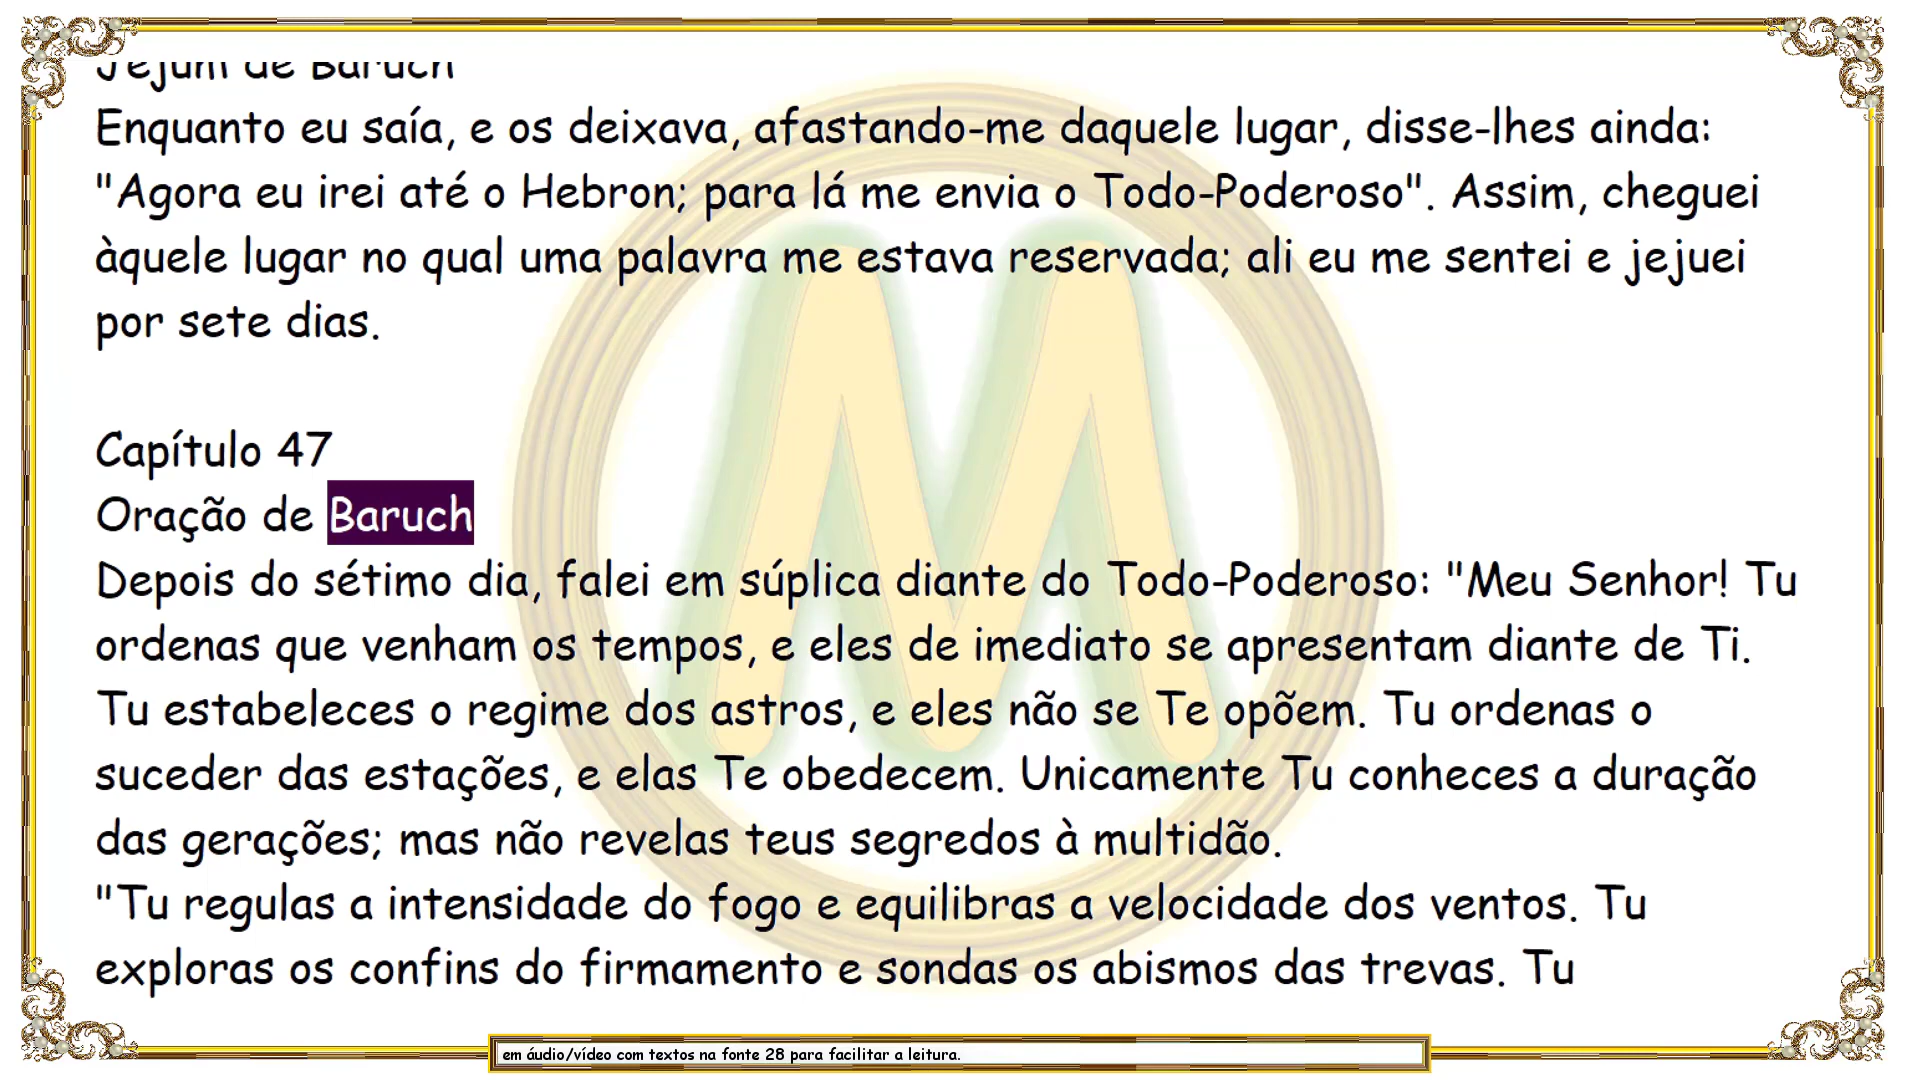 Jejum de Baruch
Enquanto eu saía, e os deixava, afastando-me daquele lugar, disse-lhes ainda:
"Agora eu irei até o Hebron; para lá me envia o Todo-Poderoso". Assim, cheguei
àquele lugar no qual uma palavra me estava reservada; ali eu me sentei e jejuei
por sete dias.
Capítulo 47
Oração de Baruch
Depois do sétimo dia, falei em súplica diante do Todo-Poderoso: "Meu Senhor! Tu
ordenas que venham os tempos, e eles de imediato se apresentam diante de Ti.
Tu estabeleces o regime dos astros, e eles não se Te opõem. Tu ordenas o
suceder das estações, e elas Te obedecem. Unicamente Tu conheces a duração
das gerações; mas não revelas teus segredos à multidão.
"Tu regulas a intensidade do fogo e equilibras a velocidade dos ventos. Tu
exploras os confins do firmamento e sondas os abismos das trevas. Tu
em áudio/vídeo com textos na fonte 28 para facilitar a leitura.